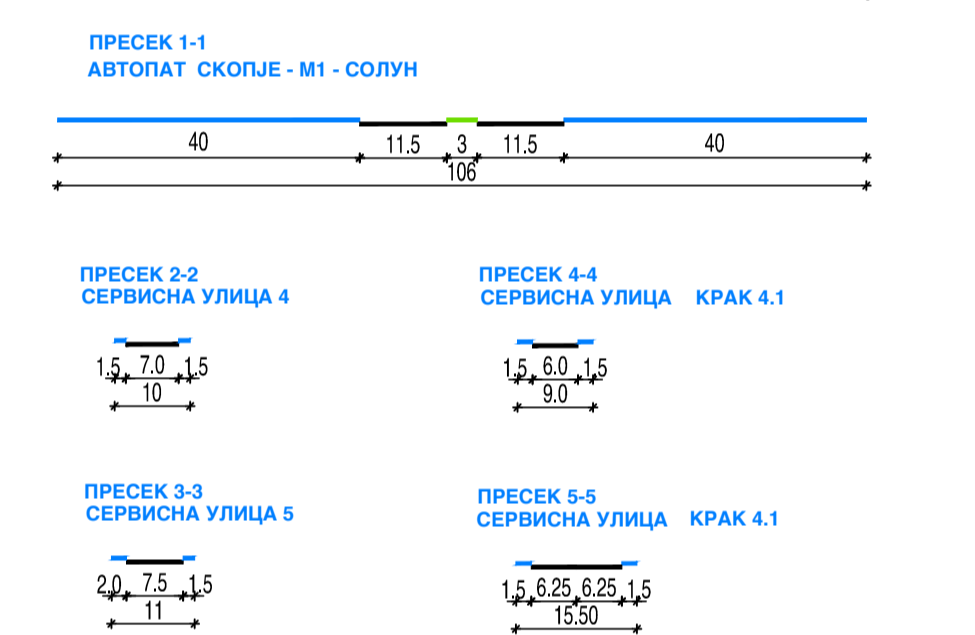 ПРЕСЕК 1-1
АВТОПАТ СКОПЈЕ - М1 - СОЛУН
40 11.5 3 11.5 40
106
ПРЕСЕК 2-2
СЕРВИСНА УЛИЦА 4
1.5 7.0 1.5
10
ПРЕСЕК 4-4
СЕРВИСНА УЛИЦА КРАК 4.1
1.5 6.0 1.5
9.0
ПРЕСЕК 3-3
СЕРВИСНА УЛИЦА 5
2.0 7.5 1.5
11
ПРЕСЕК 5-5
СЕРВИСНА УЛИЦА КРАК 4.1
1.5 6.25 6.25 1.5
15.50